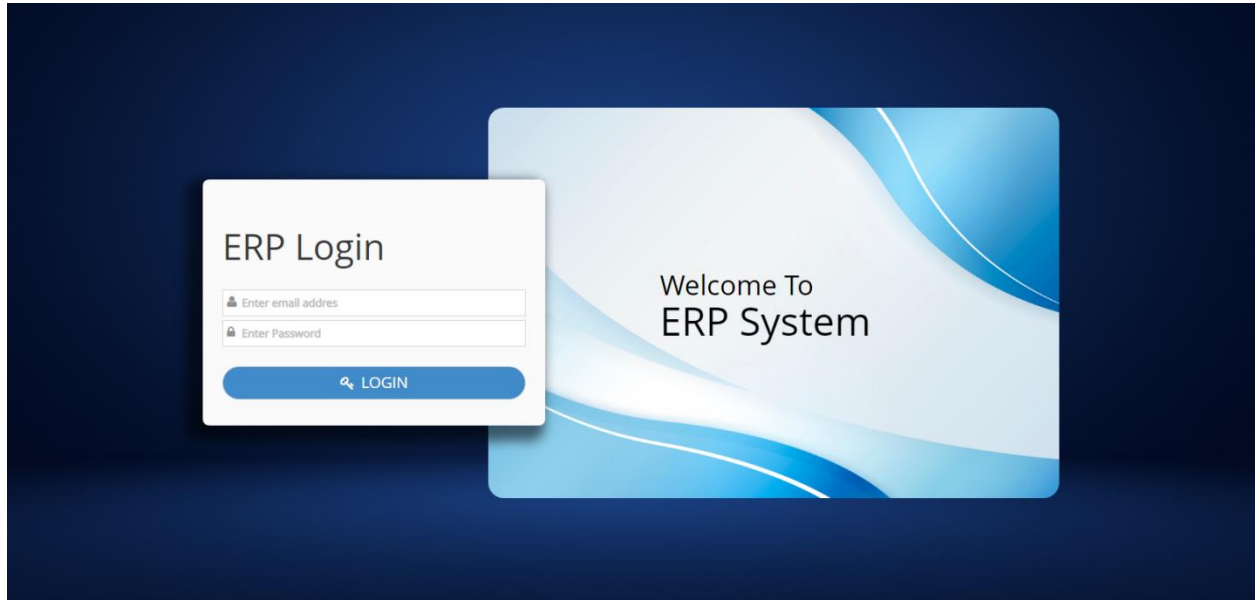 ERP Login
Enter email addres
Enter Password
LOGIN
Welcome To
ERP System